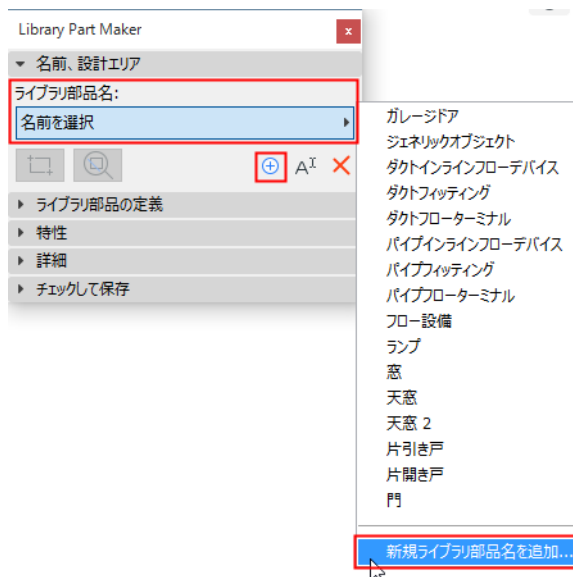 Library Part Maker
x
名前、設計エリア
ライブラリ部品名:
名前を選択
A
ライブラリ部品の定義
特性
詳細
チェックして保存
ガレージドア
ジェネリックオブジェクト
ダクトインラインフローデバイス
ダクトフィッティング
ダクトフローターミナル
パイプインラインフローデバイス
パイプフィッティング
パイプフローターミナル
フロー設備
ランプ
窓
天窓
天窓 2
片引き戸
片開き戸
門
新規ライブラリ部品名を追加...